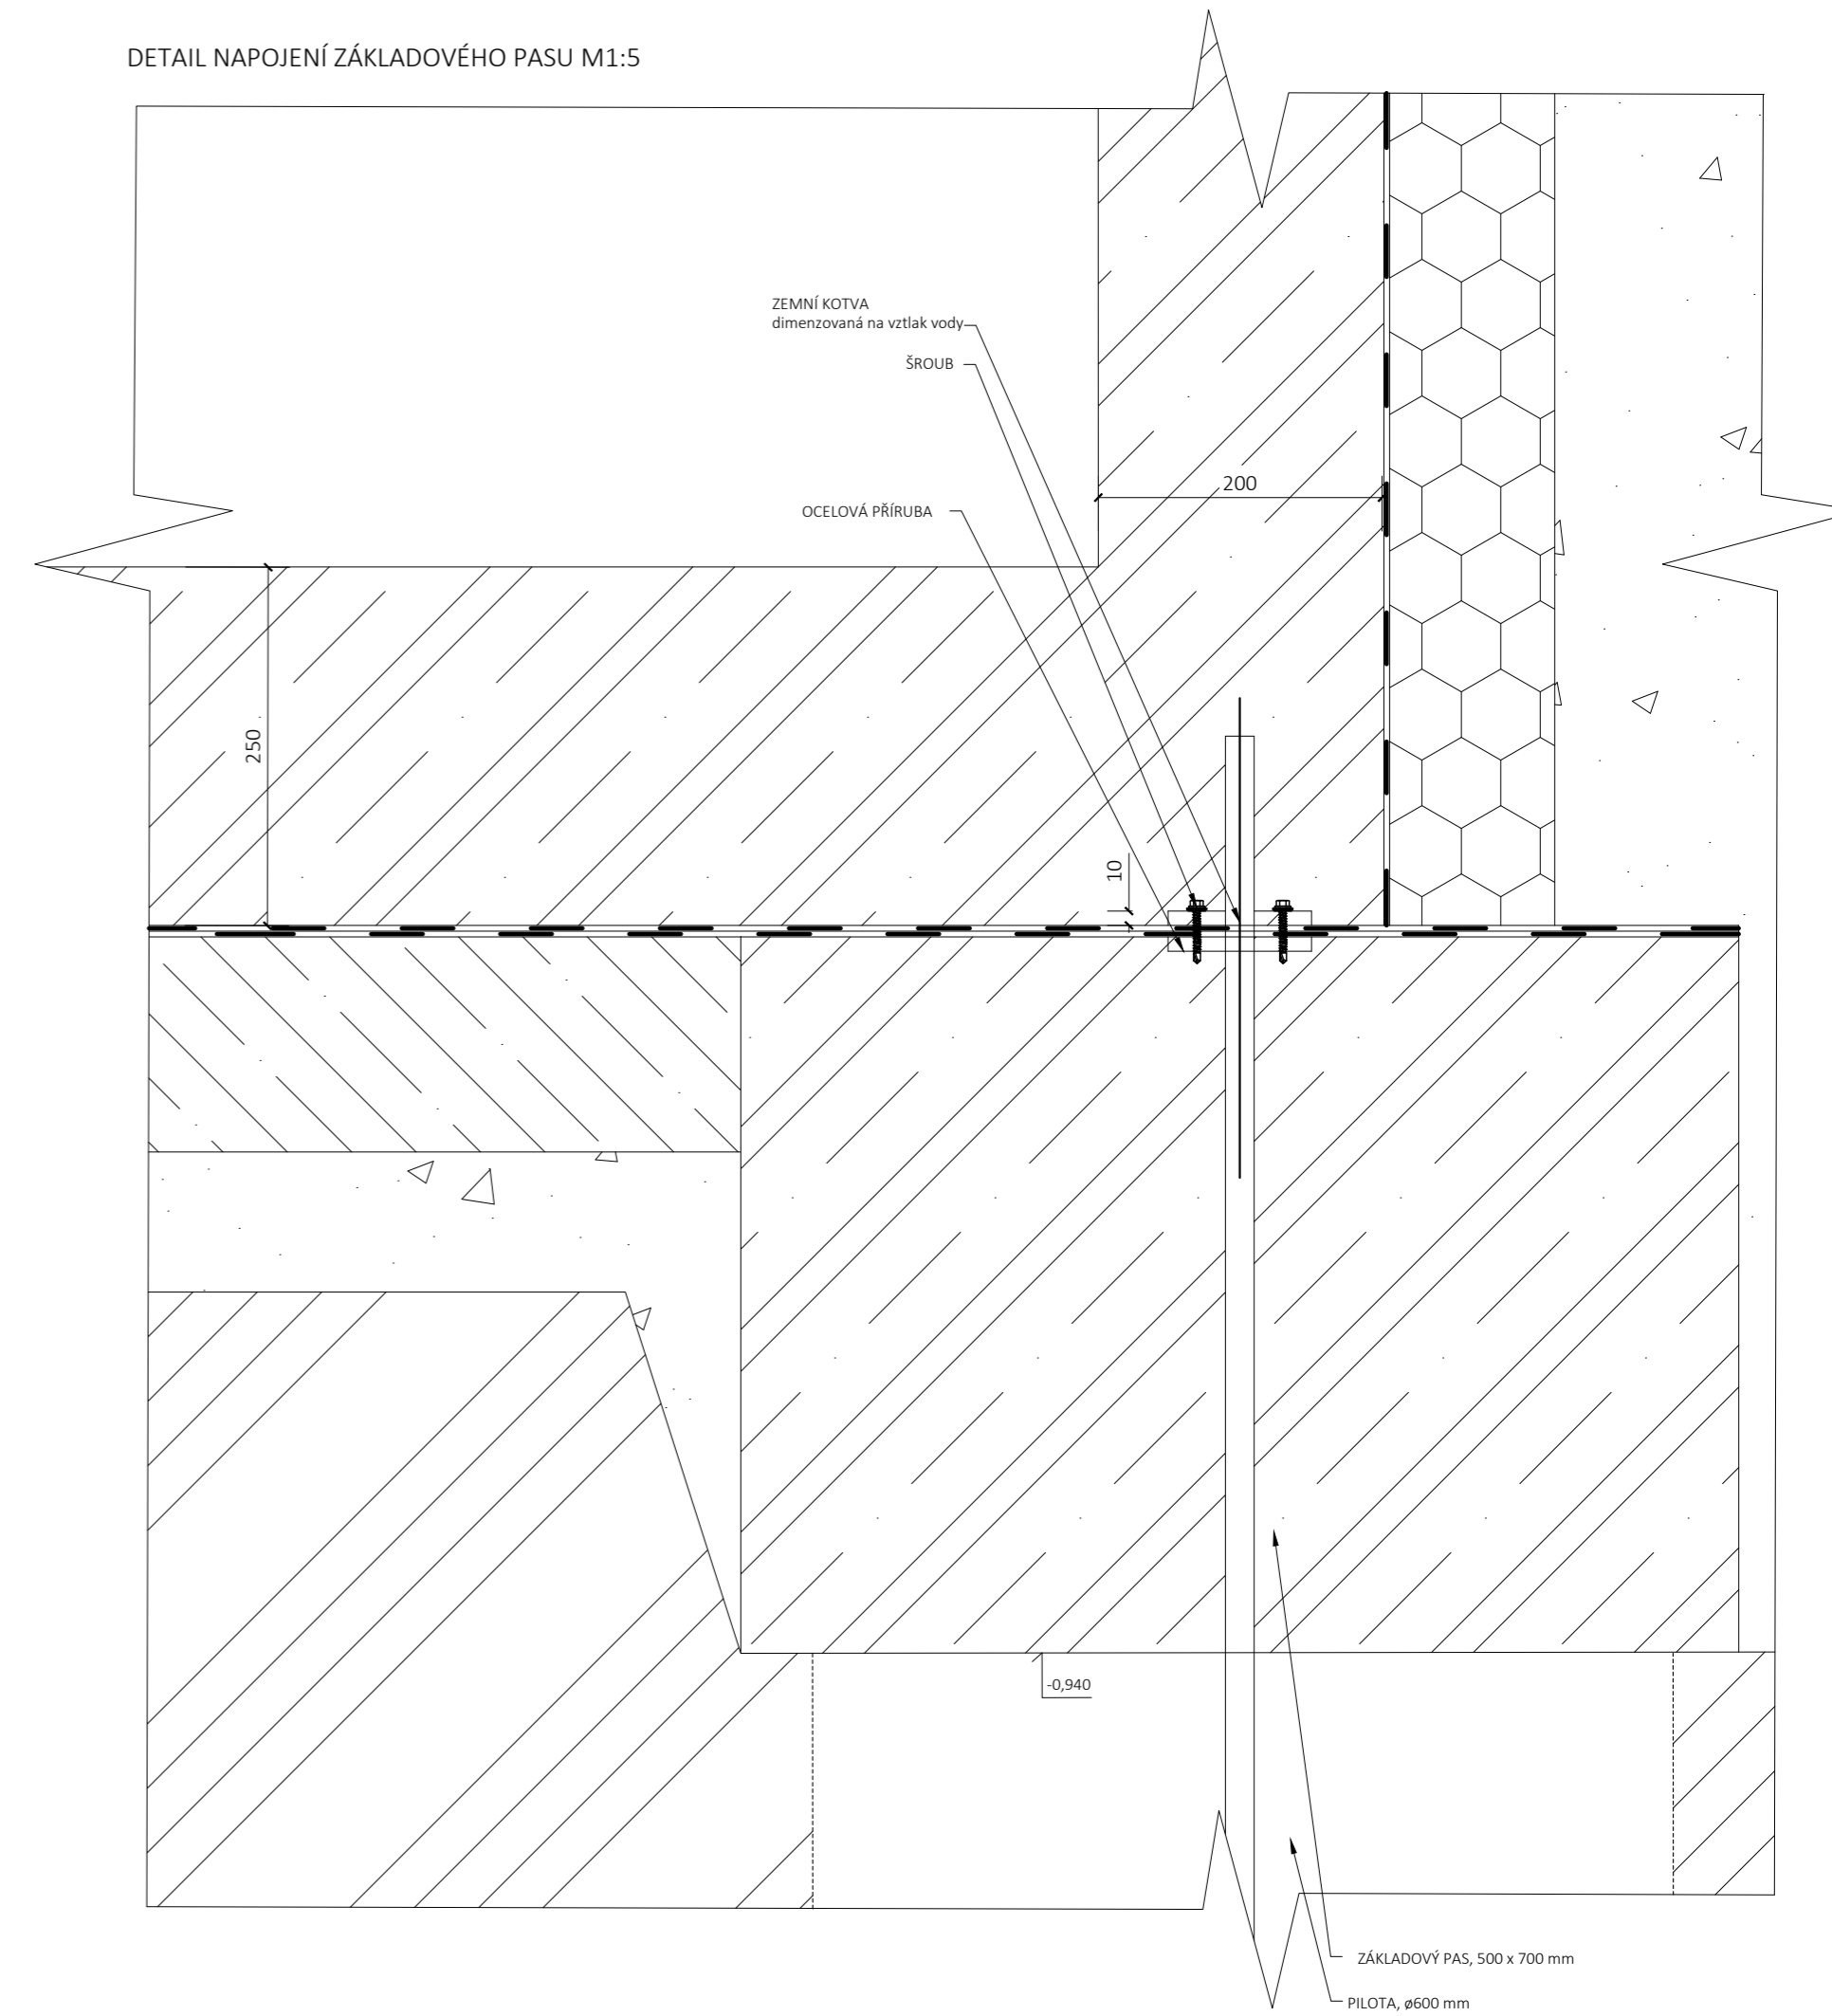 DETAIL NAPOJENÍ ZÁKLADOVÉHO PASU M1:5
ZEMNÍ KOTVA
dimenzovaná na vztlak vody
ŠROUB
200
OCELOVÁ PŘÍRUBA
250
10
-0,940
ZÁKLADOVÝ PAS, 500 x 700 mm
PILOTA, ø600 mm